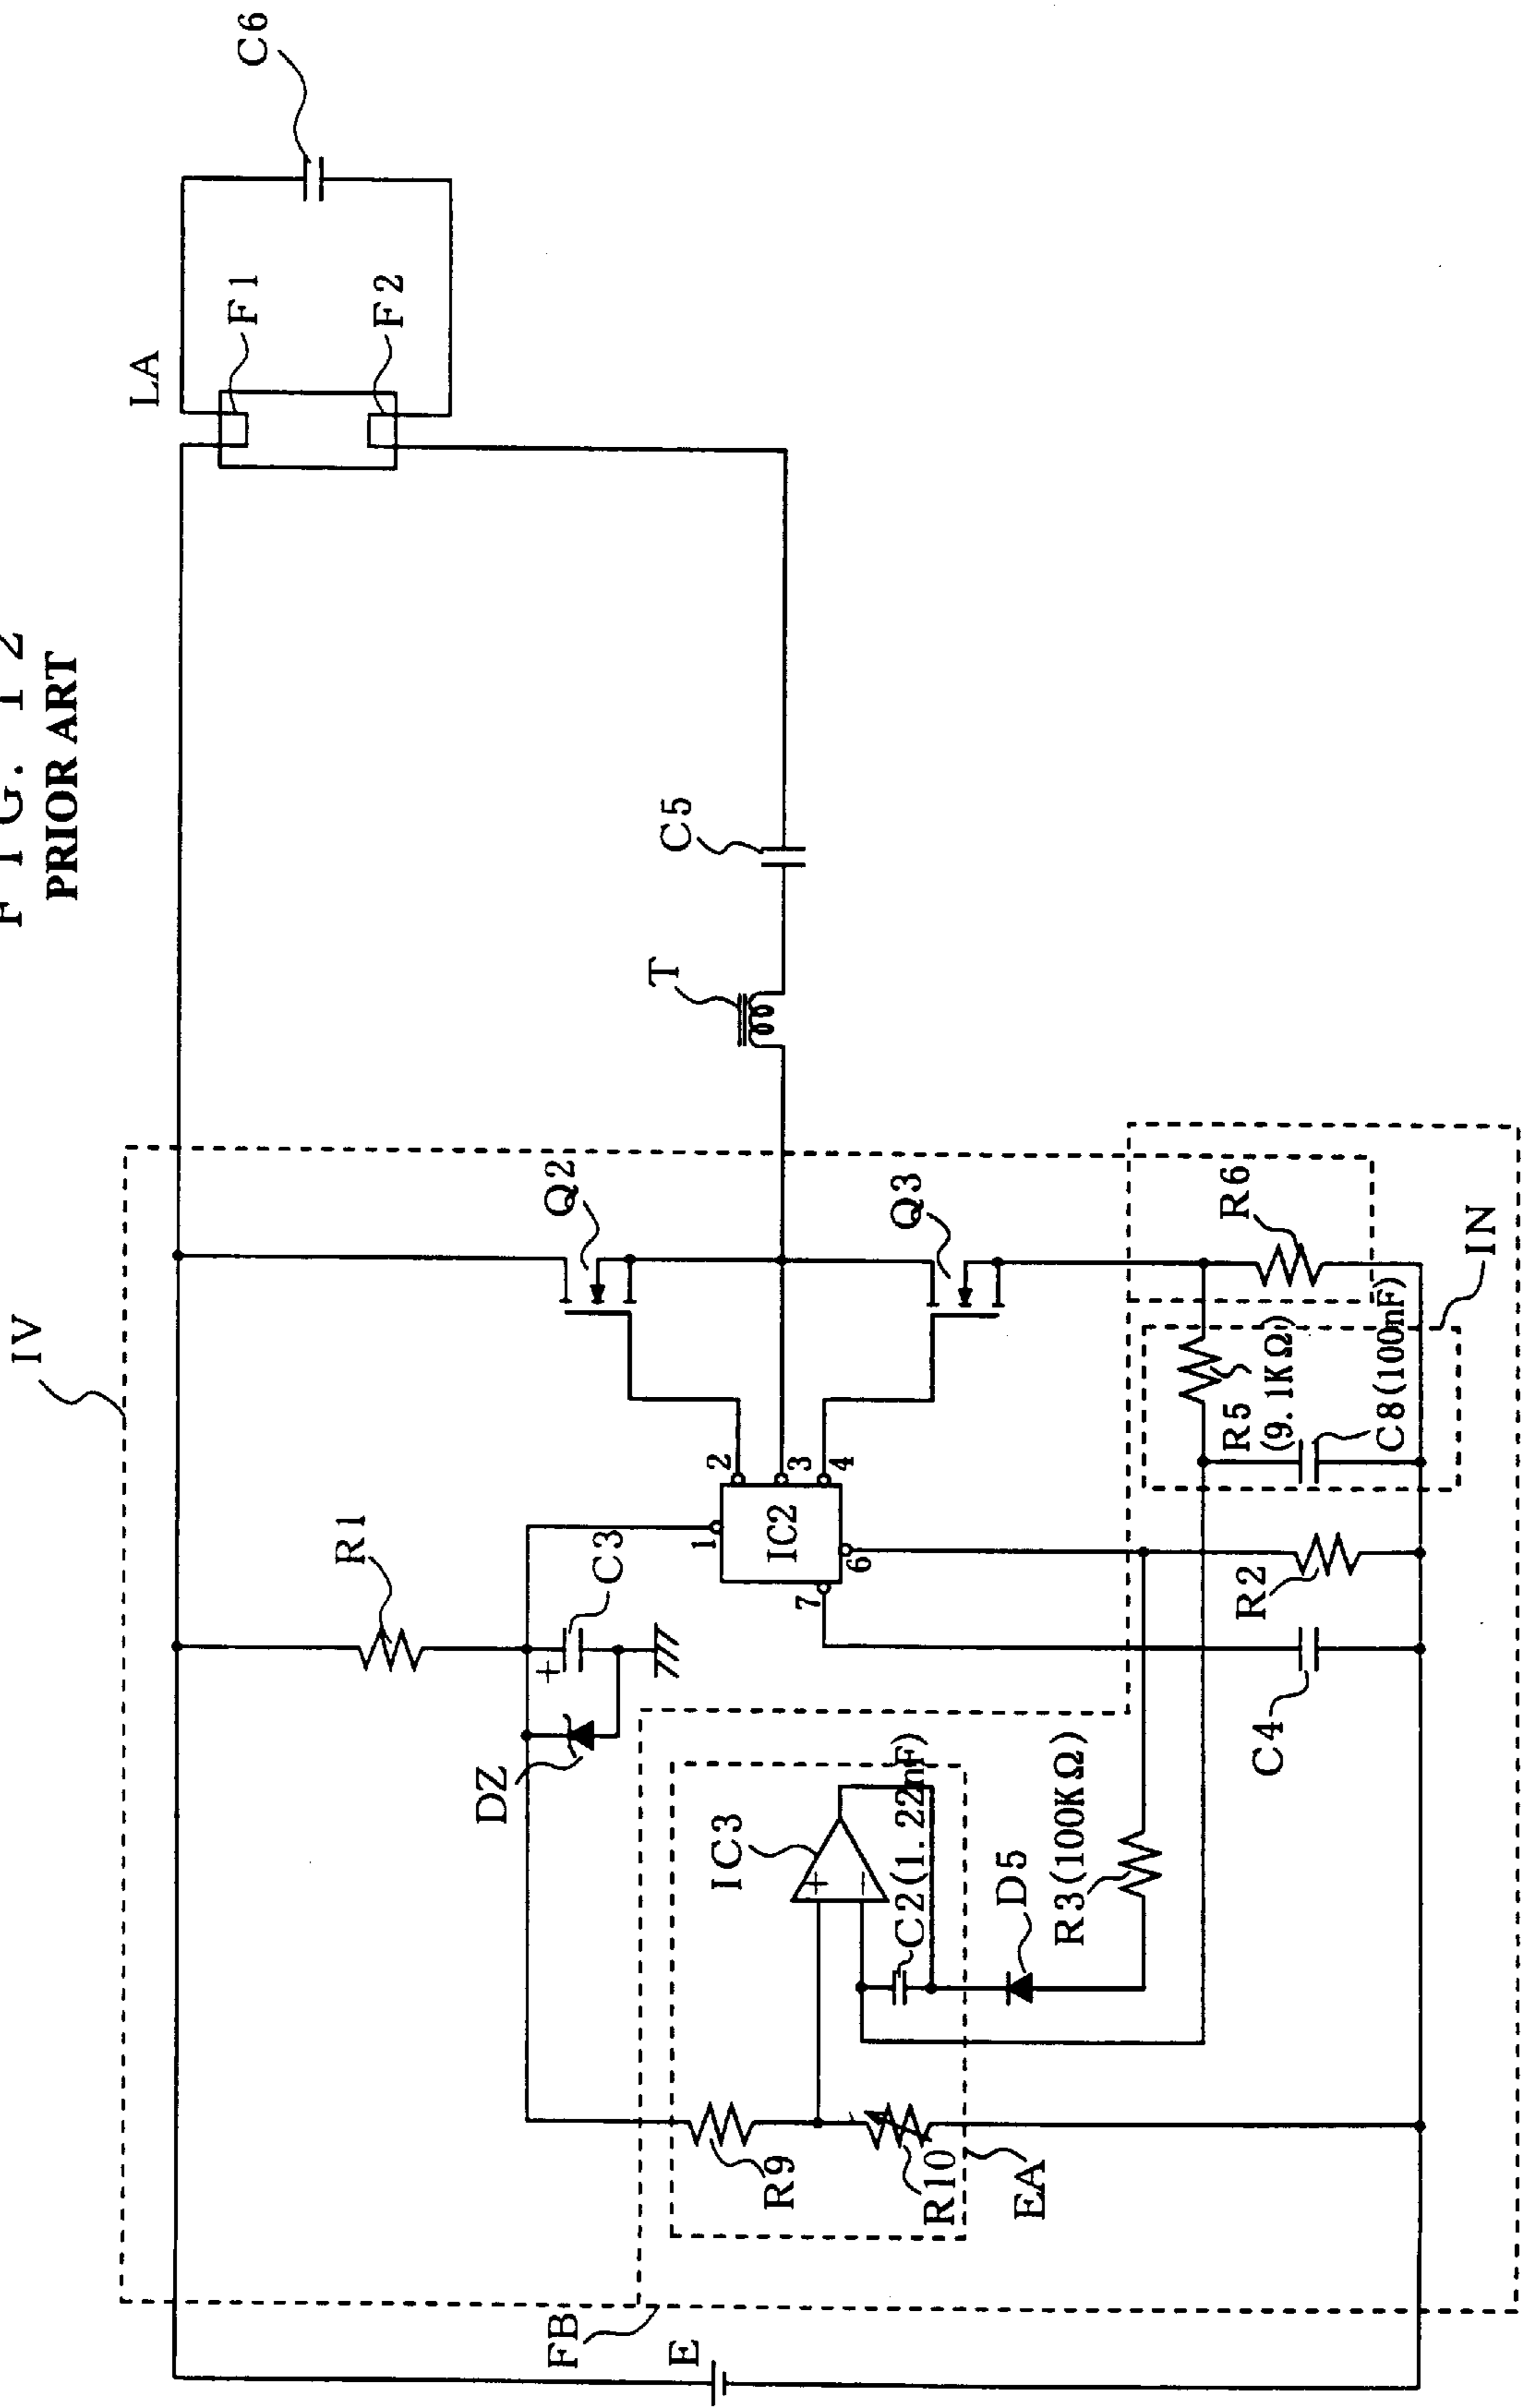 FIG. 12
PRIOR ART
IV
LA
C6
F1
F2
C5
T
Q2
Q3
R6
IN
R5
(9.1KΩ)
C8(100nF)
R1
C3
+
DZ
1
2
3
4
6
7
IC2
R2
C4
IC3
+
−
C2(1.22nF)
D5
R3(100KΩ)
R9
R10
EA
FB
E